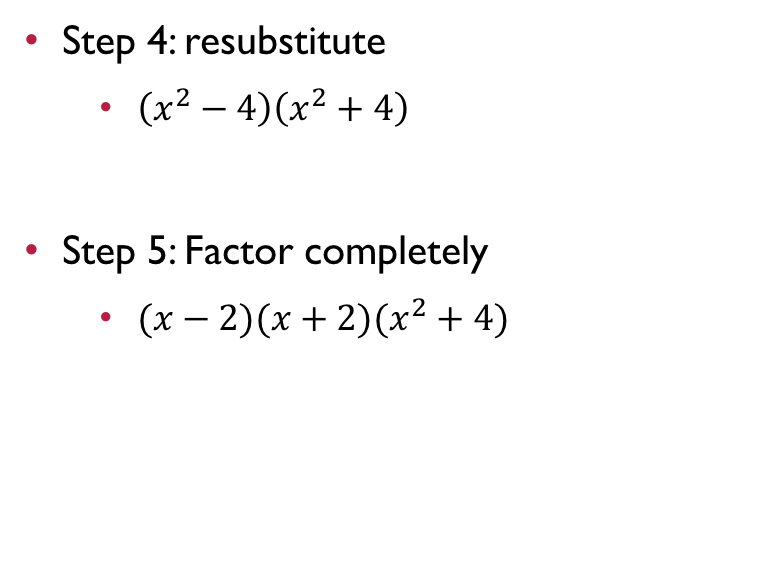 • Step 4: resubstitute
• (x² − 4)(x² + 4)
• Step 5: Factor completely
• (x − 2)(x + 2)(x² + 4)